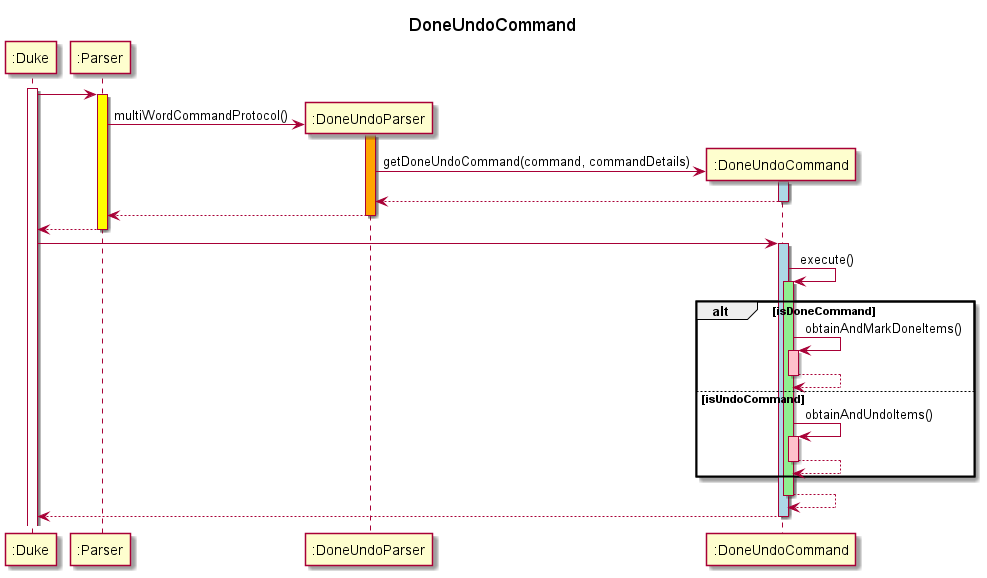 DoneUndoCommand
:Duke
:Parser
multiWordCommandProtocol()
:DoneUndoParser
getDoneUndoCommand(command, commandDetails)
:DoneUndoCommand
execute()
alt
[isDoneCommand]
obtainAndMarkDoneItems()
[isUndoCommand]
obtainAndUndoItems()
:Duke
:Parser
:DoneUndoParser
:DoneUndoCommand